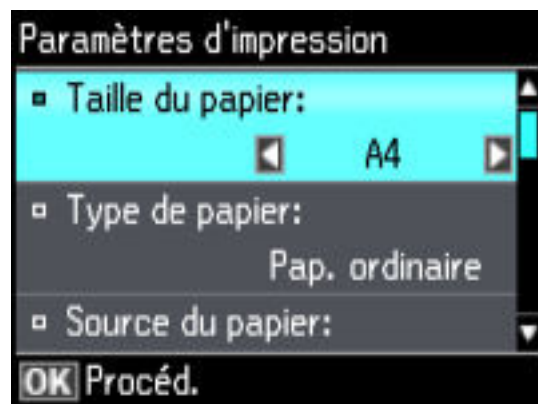 Paramètres d'impression
Taille du papier:
A4
Type de papier:
Pap. ordinaire
Source du papier:
OK Procéd.